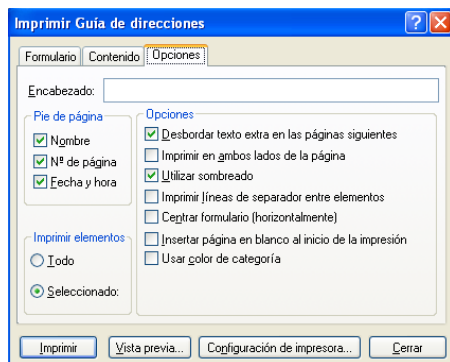 Imprimir Guía de direcciones
Formulario Contenido Opciones
Encabezado:
Pie de página
Nombre
Nº de página
Fecha y hora
Imprimir elementos
Todo
Seleccionado:
Opciones
Desbordar texto extra en las páginas siguientes
Imprimir en ambos lados de la página
Utilizar sombreado
Imprimir líneas de separador entre elementos
Centrar formulario (horizontalmente)
Insertar página en blanco al inicio de la impresión
Usar color de categoría
Imprimir Vista previa... Configuración de impresora... Cerrar